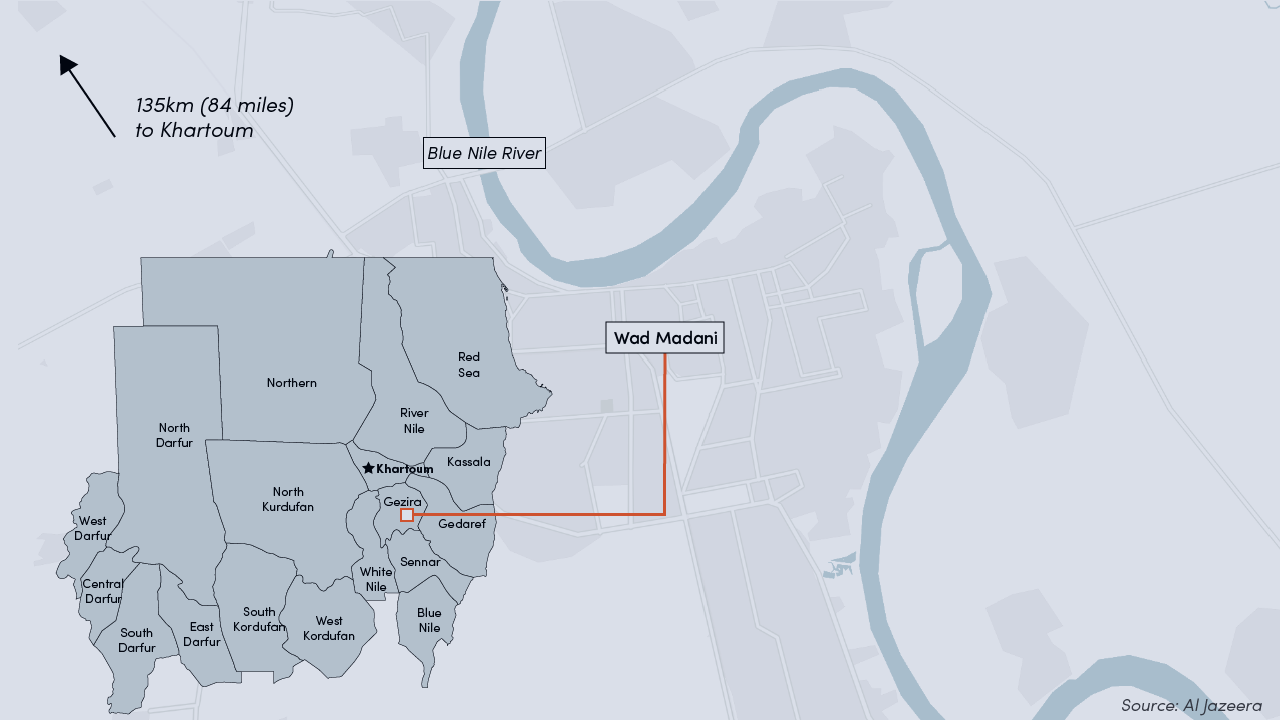 135km (84 miles)
to Khartoum
Blue Nile River
Wad Madani
Red
Sea
Northern
River
Nile
North
Darfur
Khartoum
Kassala
North
Kurdufan
Gezira
Gedaref
West
Darfur
Sennar
White
Nile
Central
Darfur
South
Kordufan
West
Kordufan
Blue
Nile
East
Darfur
South
Darfur
Source: Al Jazeera